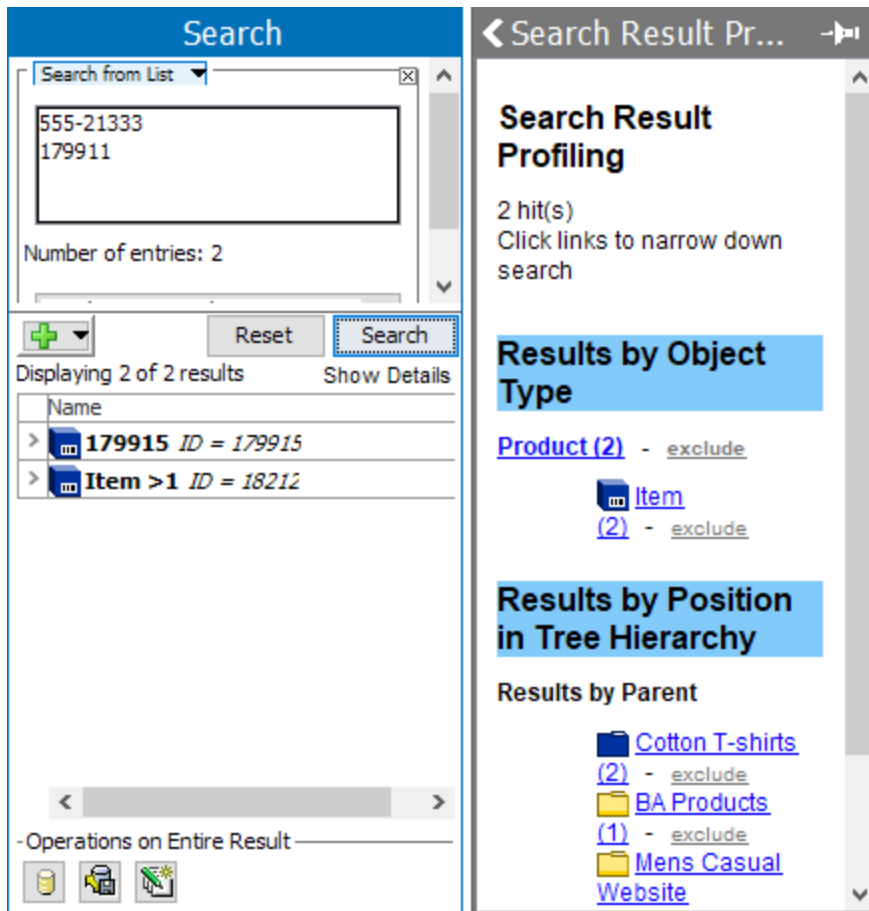 Search
Search from List
555-21333
179911
Number of entries: 2
Reset
Search
Displaying 2 of 2 results
Show Details
Name
179915 ID = 179915
Item >1 ID = 18212
Operations on Entire Result
Search Result Pr...
Search Result
Profiling
2 hit(s)
Click links to narrow down
search
Results by Object
Type
Product (2) - exclude
Item
(2) - exclude
Results by Position
in Tree Hierarchy
Results by Parent
Cotton T-shirts
(2) - exclude
BA Products
(1) - exclude
Mens Casual
Website